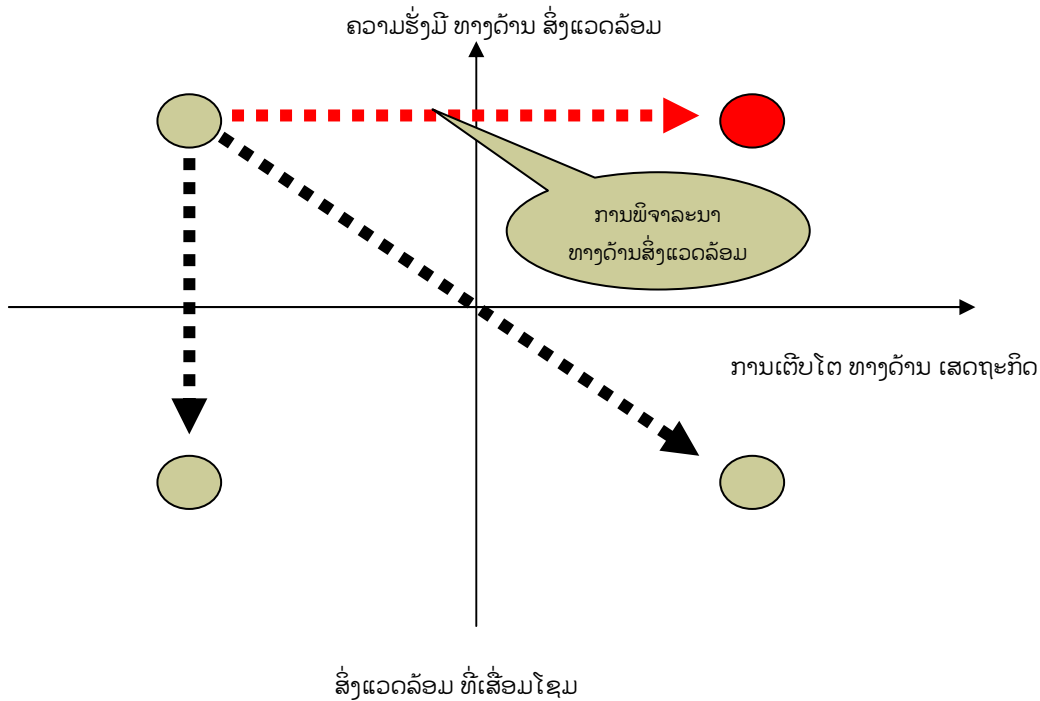 ຄວາມຮັ່ງມີ ທາງດ້ານ ສິ່ງແວດລ້ອມ
ການພິຈາລະນາ
ທາງດ້ານສິ່ງແວດລ້ອມ
ການເຕີບໂຕ ທາງດ້ານ ເສດຖະກິດ
ສິ່ງແວດລ້ອມ ທີ່ເສື່ອມໂຊມ